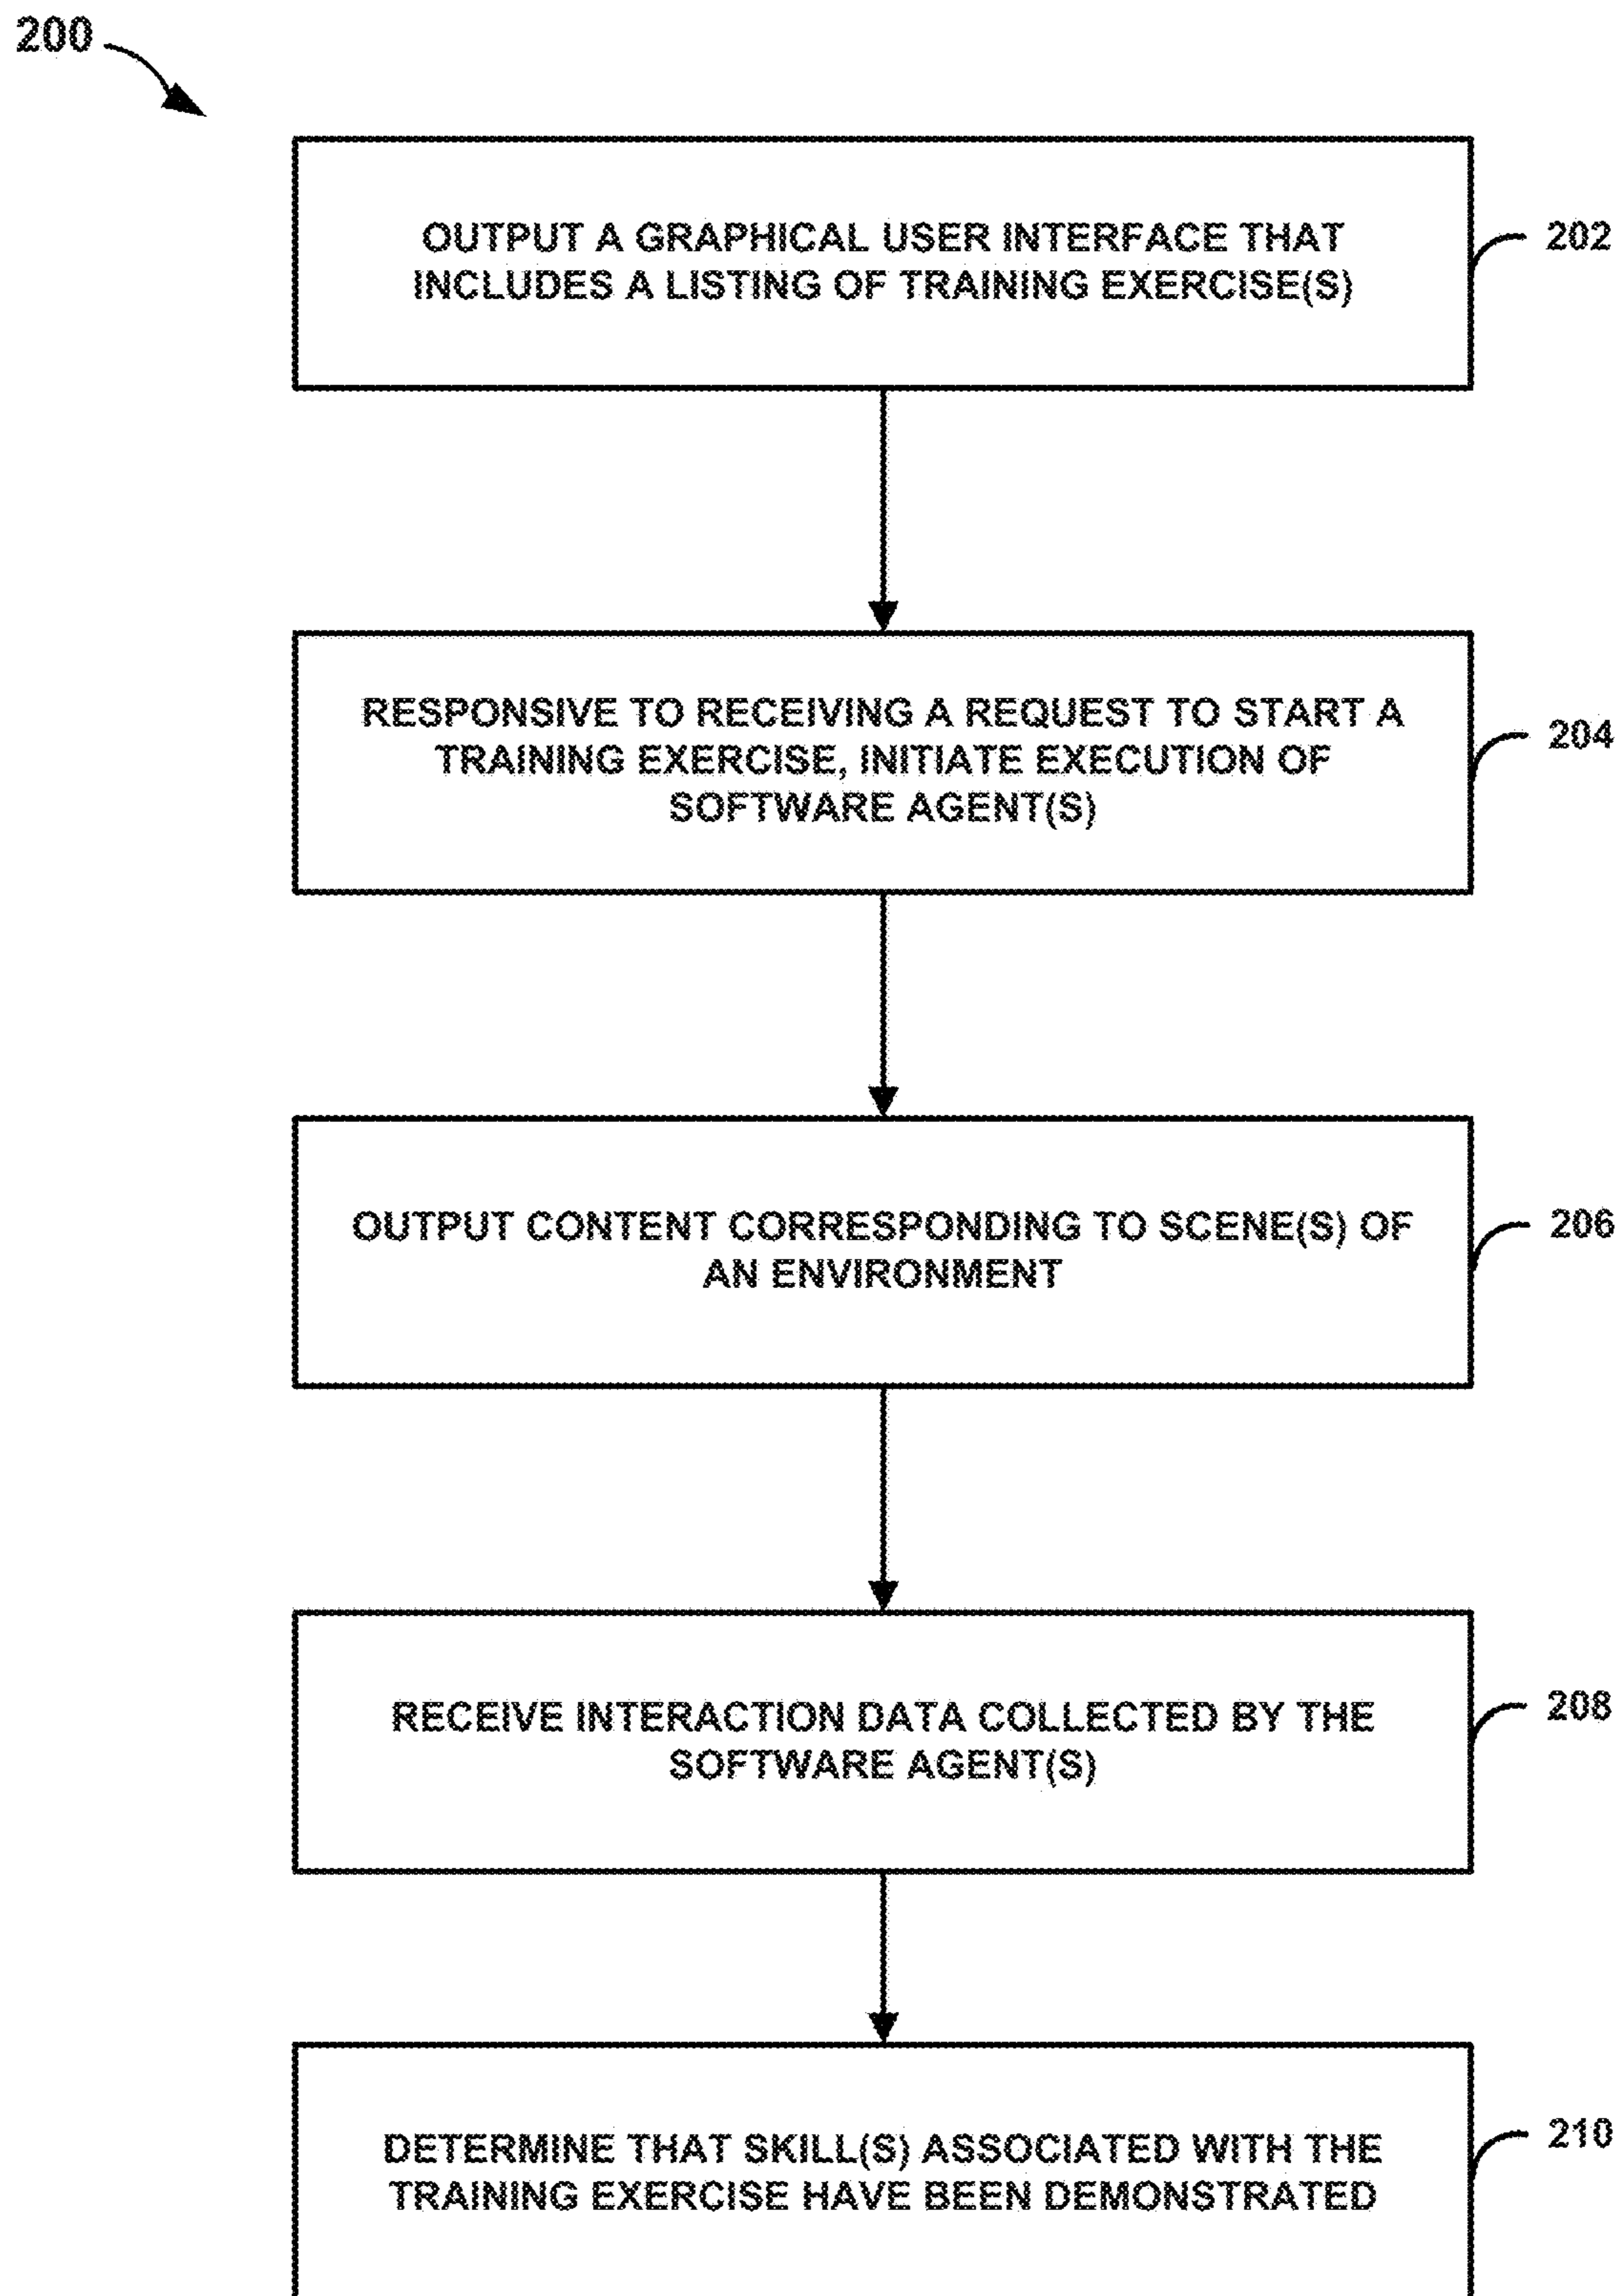 200
OUTPUT A GRAPHICAL USER INTERFACE THAT
INCLUDES A LISTING OF TRAINING EXERCISE(S)
202
RESPONSIVE TO RECEIVING A REQUEST TO START A
TRAINING EXERCISE, INITIATE EXECUTION OF
SOFTWARE AGENT(S)
204
OUTPUT CONTENT CORRESPONDING TO SCENE(S) OF
AN ENVIRONMENT
206
RECEIVE INTERACTION DATA COLLECTED BY THE
SOFTWARE AGENT(S)
208
DETERMINE THAT SKILL(S) ASSOCIATED WITH THE
TRAINING EXERCISE HAVE BEEN DEMONSTRATED
210